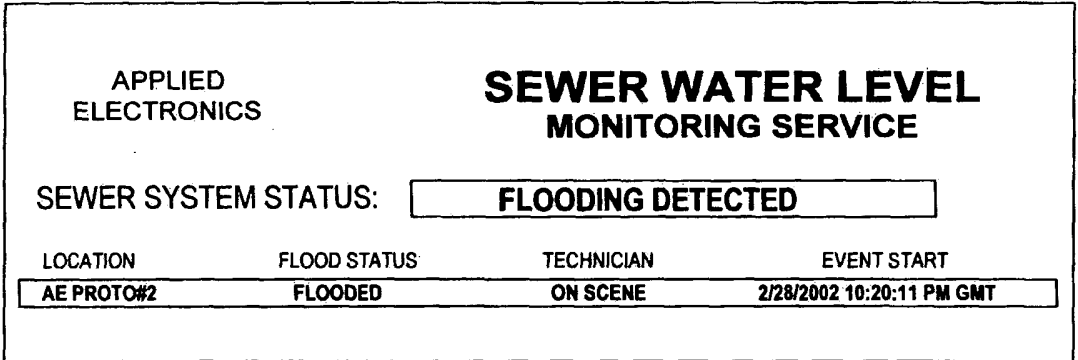 APPLIED
ELECTRONICS
SEWER WATER LEVEL
MONITORING SERVICE
SEWER SYSTEM STATUS: FLOODING DETECTED
LOCATION FLOOD STATUS TECHNICIAN EVENT START
AE PROTO#2 FLOODED ON SCENE 2/28/2002 10:20:11 PM GMT